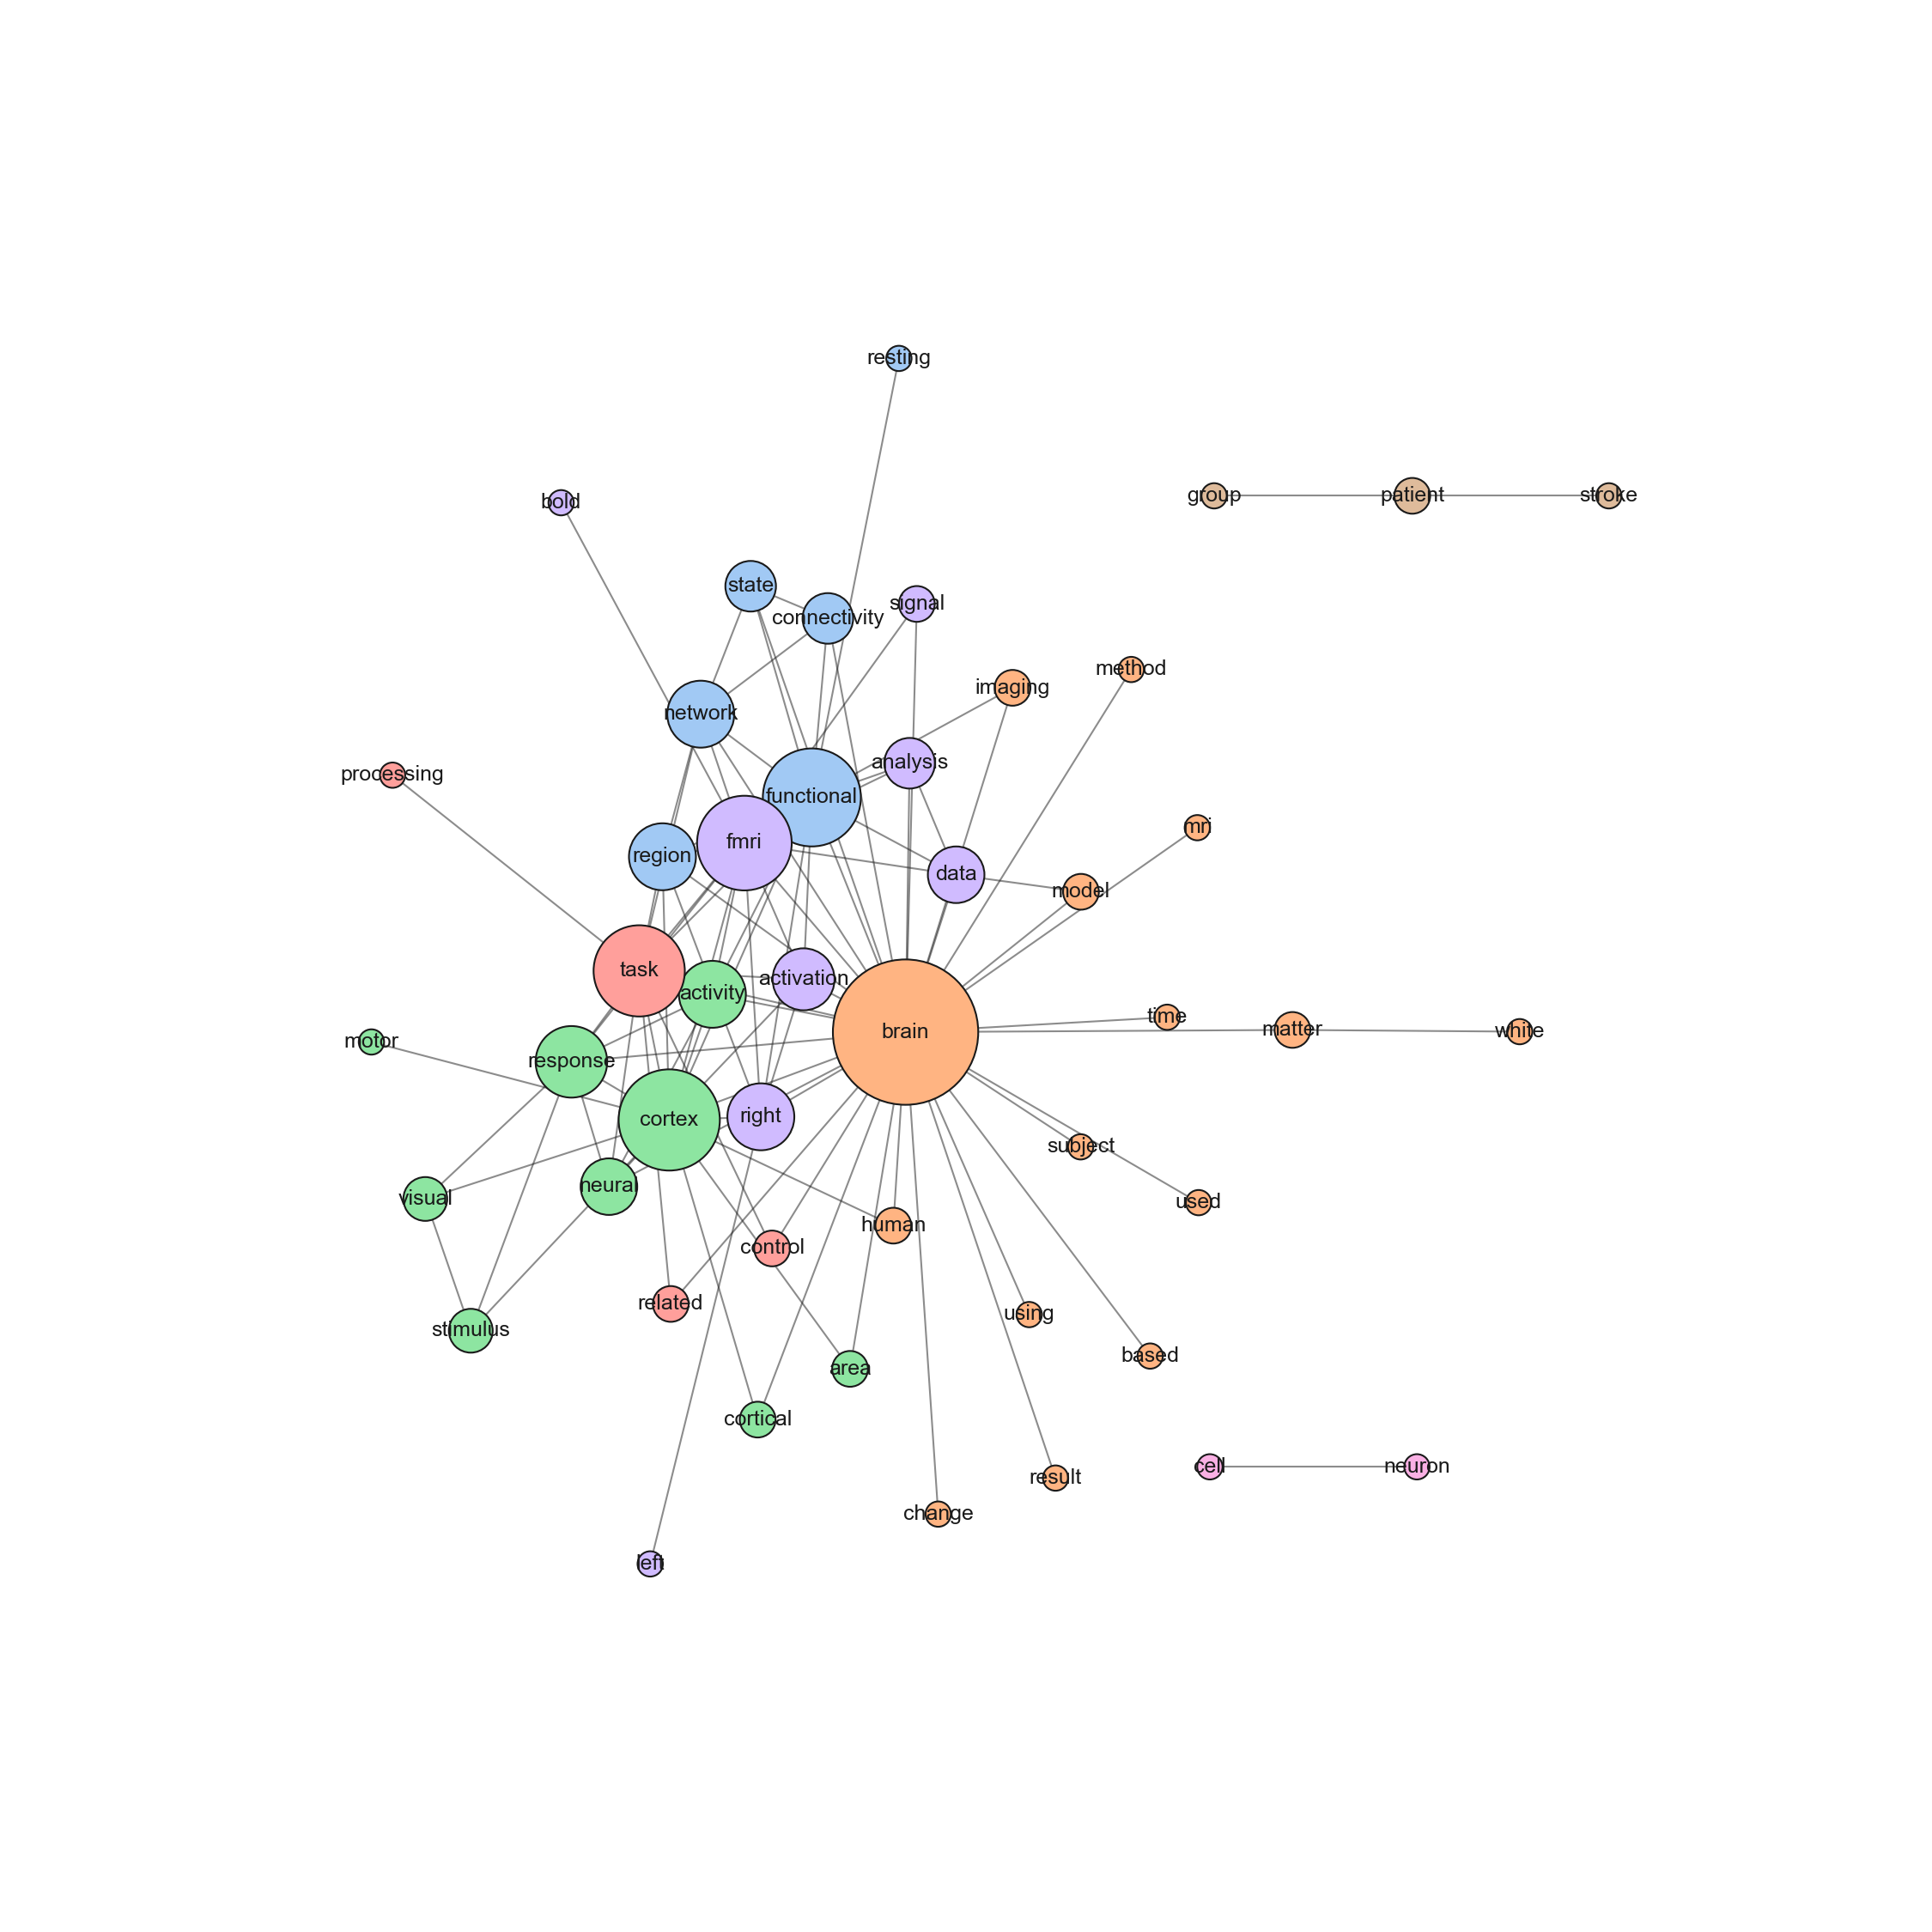 resting
group
patient
stroke
bold
state
connectivity
signal
method
imaging
network
analysis
processing
functional
mri
fmri
region
data
model
task
activation
activity
time
matter
white
brain
motor
response
cortex
right
subject
neural
visual
used
human
control
related
using
stimulus
based
area
cortical
cell
neuron
result
change
left